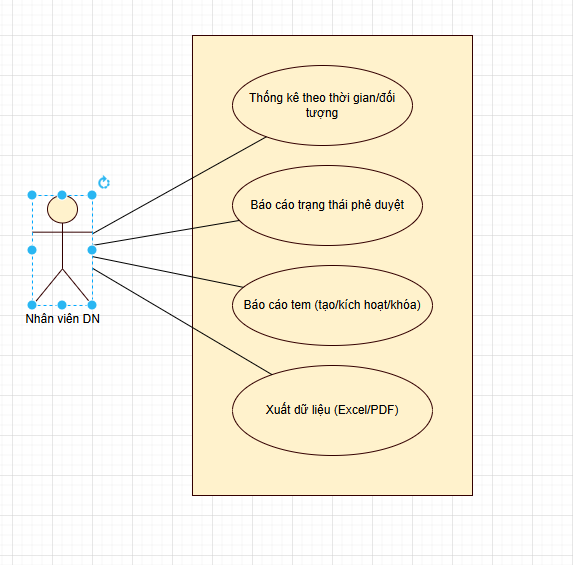 Thống kê theo thời gian/đối
tượng
Báo cáo trạng thái phê duyệt
Báo cáo tem (tạo/kích hoạt/khóa)
Nhân viên DN
Xuất dữ liệu (Excel/PDF)